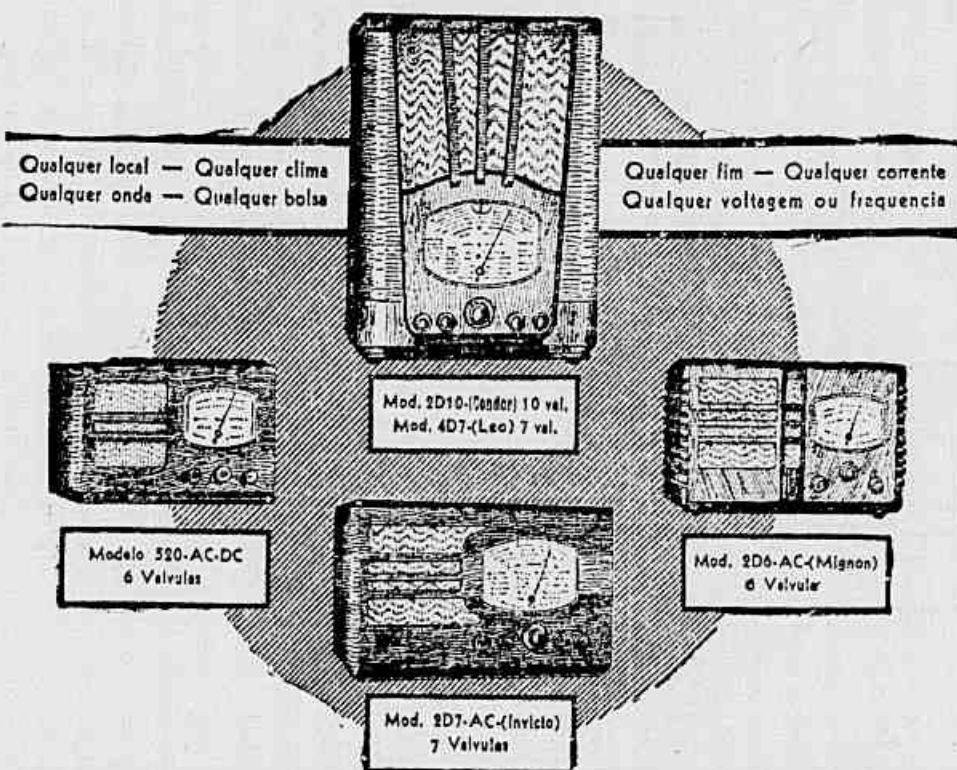 Qualquer local — Qualquer clima
Qualquer onda — Qualquer bolsa
Qualquer fim — Qualquer corrente
Qualquer voltagem ou frequencia
Mod. 2D10-(Condor) 10 val.
Mod. 4D7-(Leo) 7 val.
Modelo 520-AC-DC
6 Valvulas
Mod. 2D6-AC-(Mignon)
6 Valvular
Mod. 2D7-AC-(Invicto)
7 Valvulas